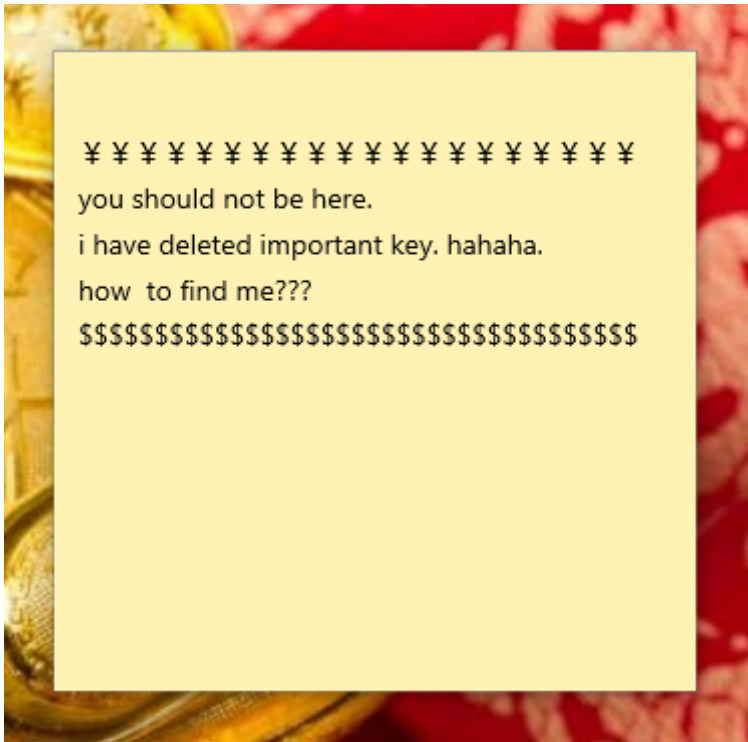 ￥￥￥￥￥￥￥￥￥￥￥￥￥￥￥￥￥￥￥￥
you should not be here.
i have deleted important key. hahaha.
how  to find me???
$$$$$$$$$$$$$$$$$$$$$$$$$$$$$$$$$$$$$